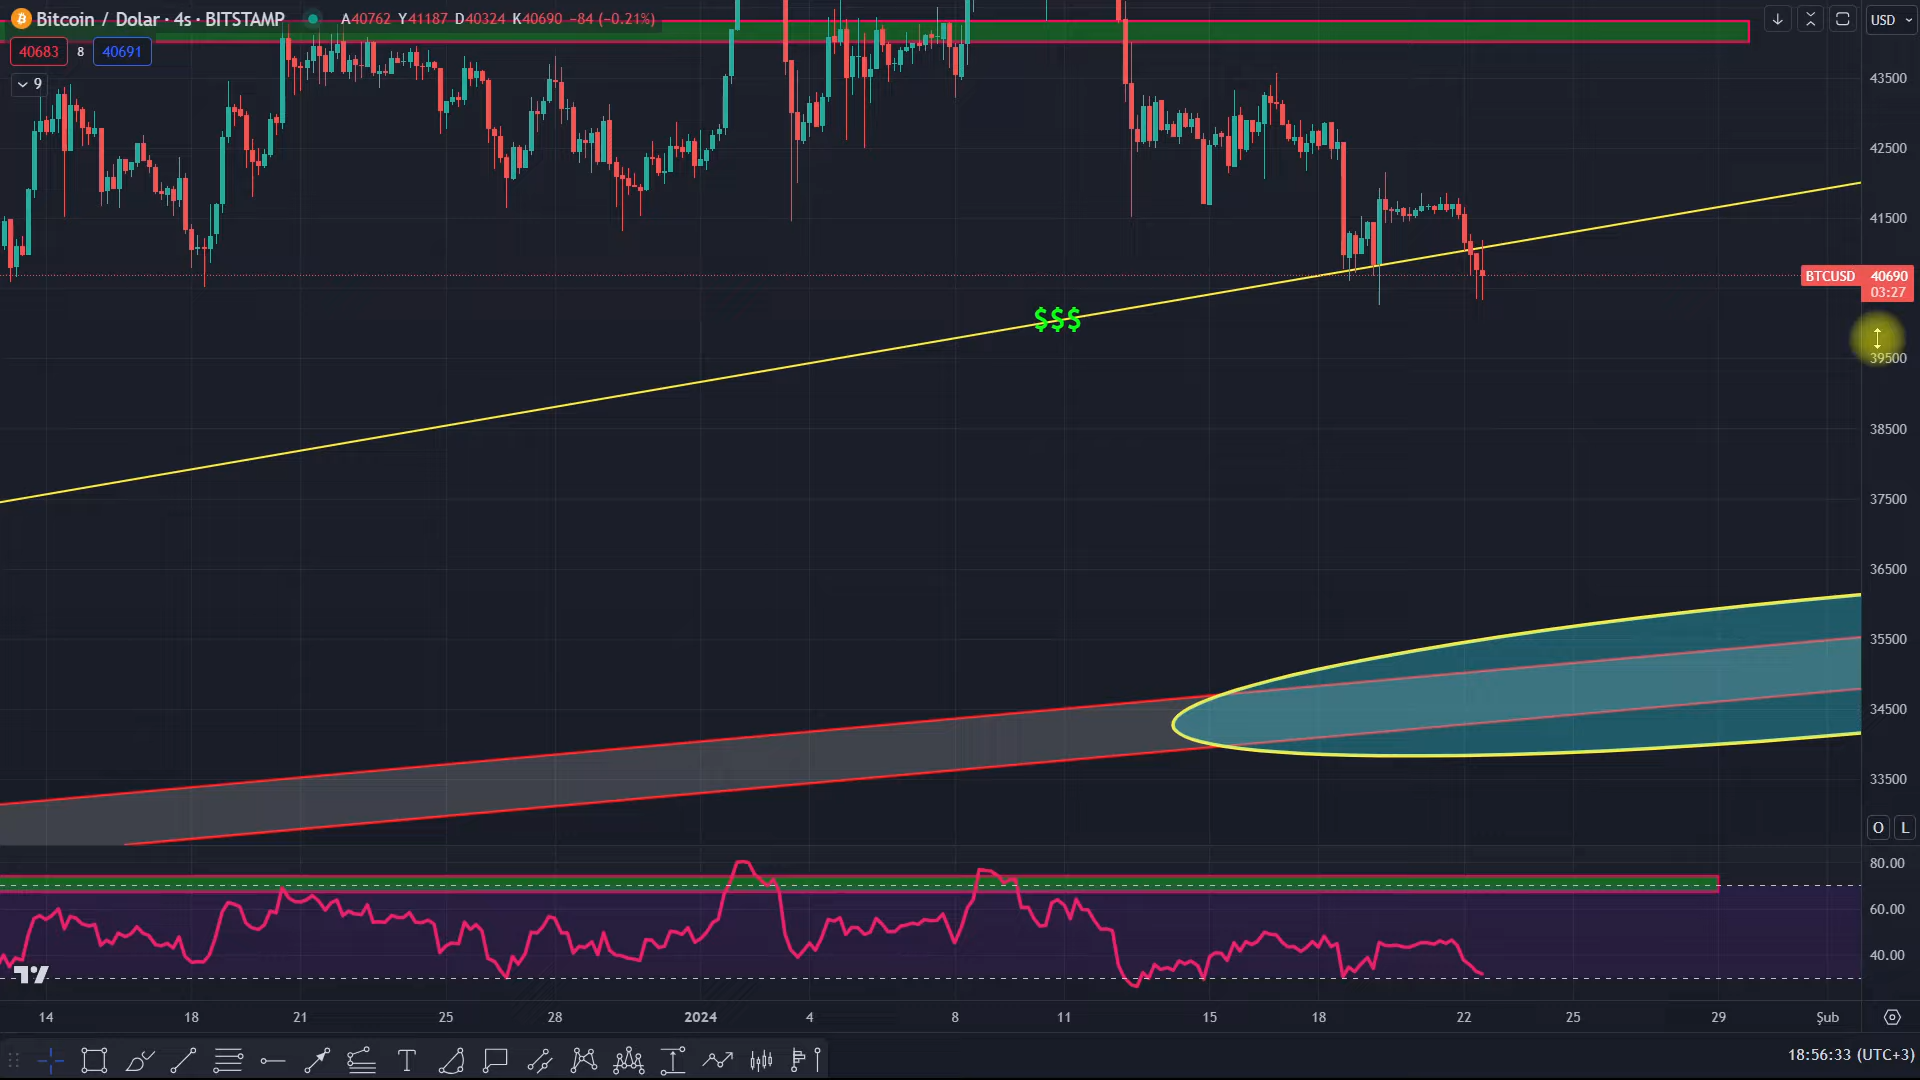 Bitcoin / Dolar · 4s · BITSTAMP A40762 Y41187 D40324 K40690 −84 (−0.21%)
USD
40683 8 40691
9
43500
42500
41500
BTCUSD 40690
03:27
$$$
39500
38500
37500
36500
35500
34500
33500
O L
80.00
60.00
40.00
14 18 21 25 28 2024 4 8 11 15 18 22 25 29 Şub
18:56:33 (UTC+3)